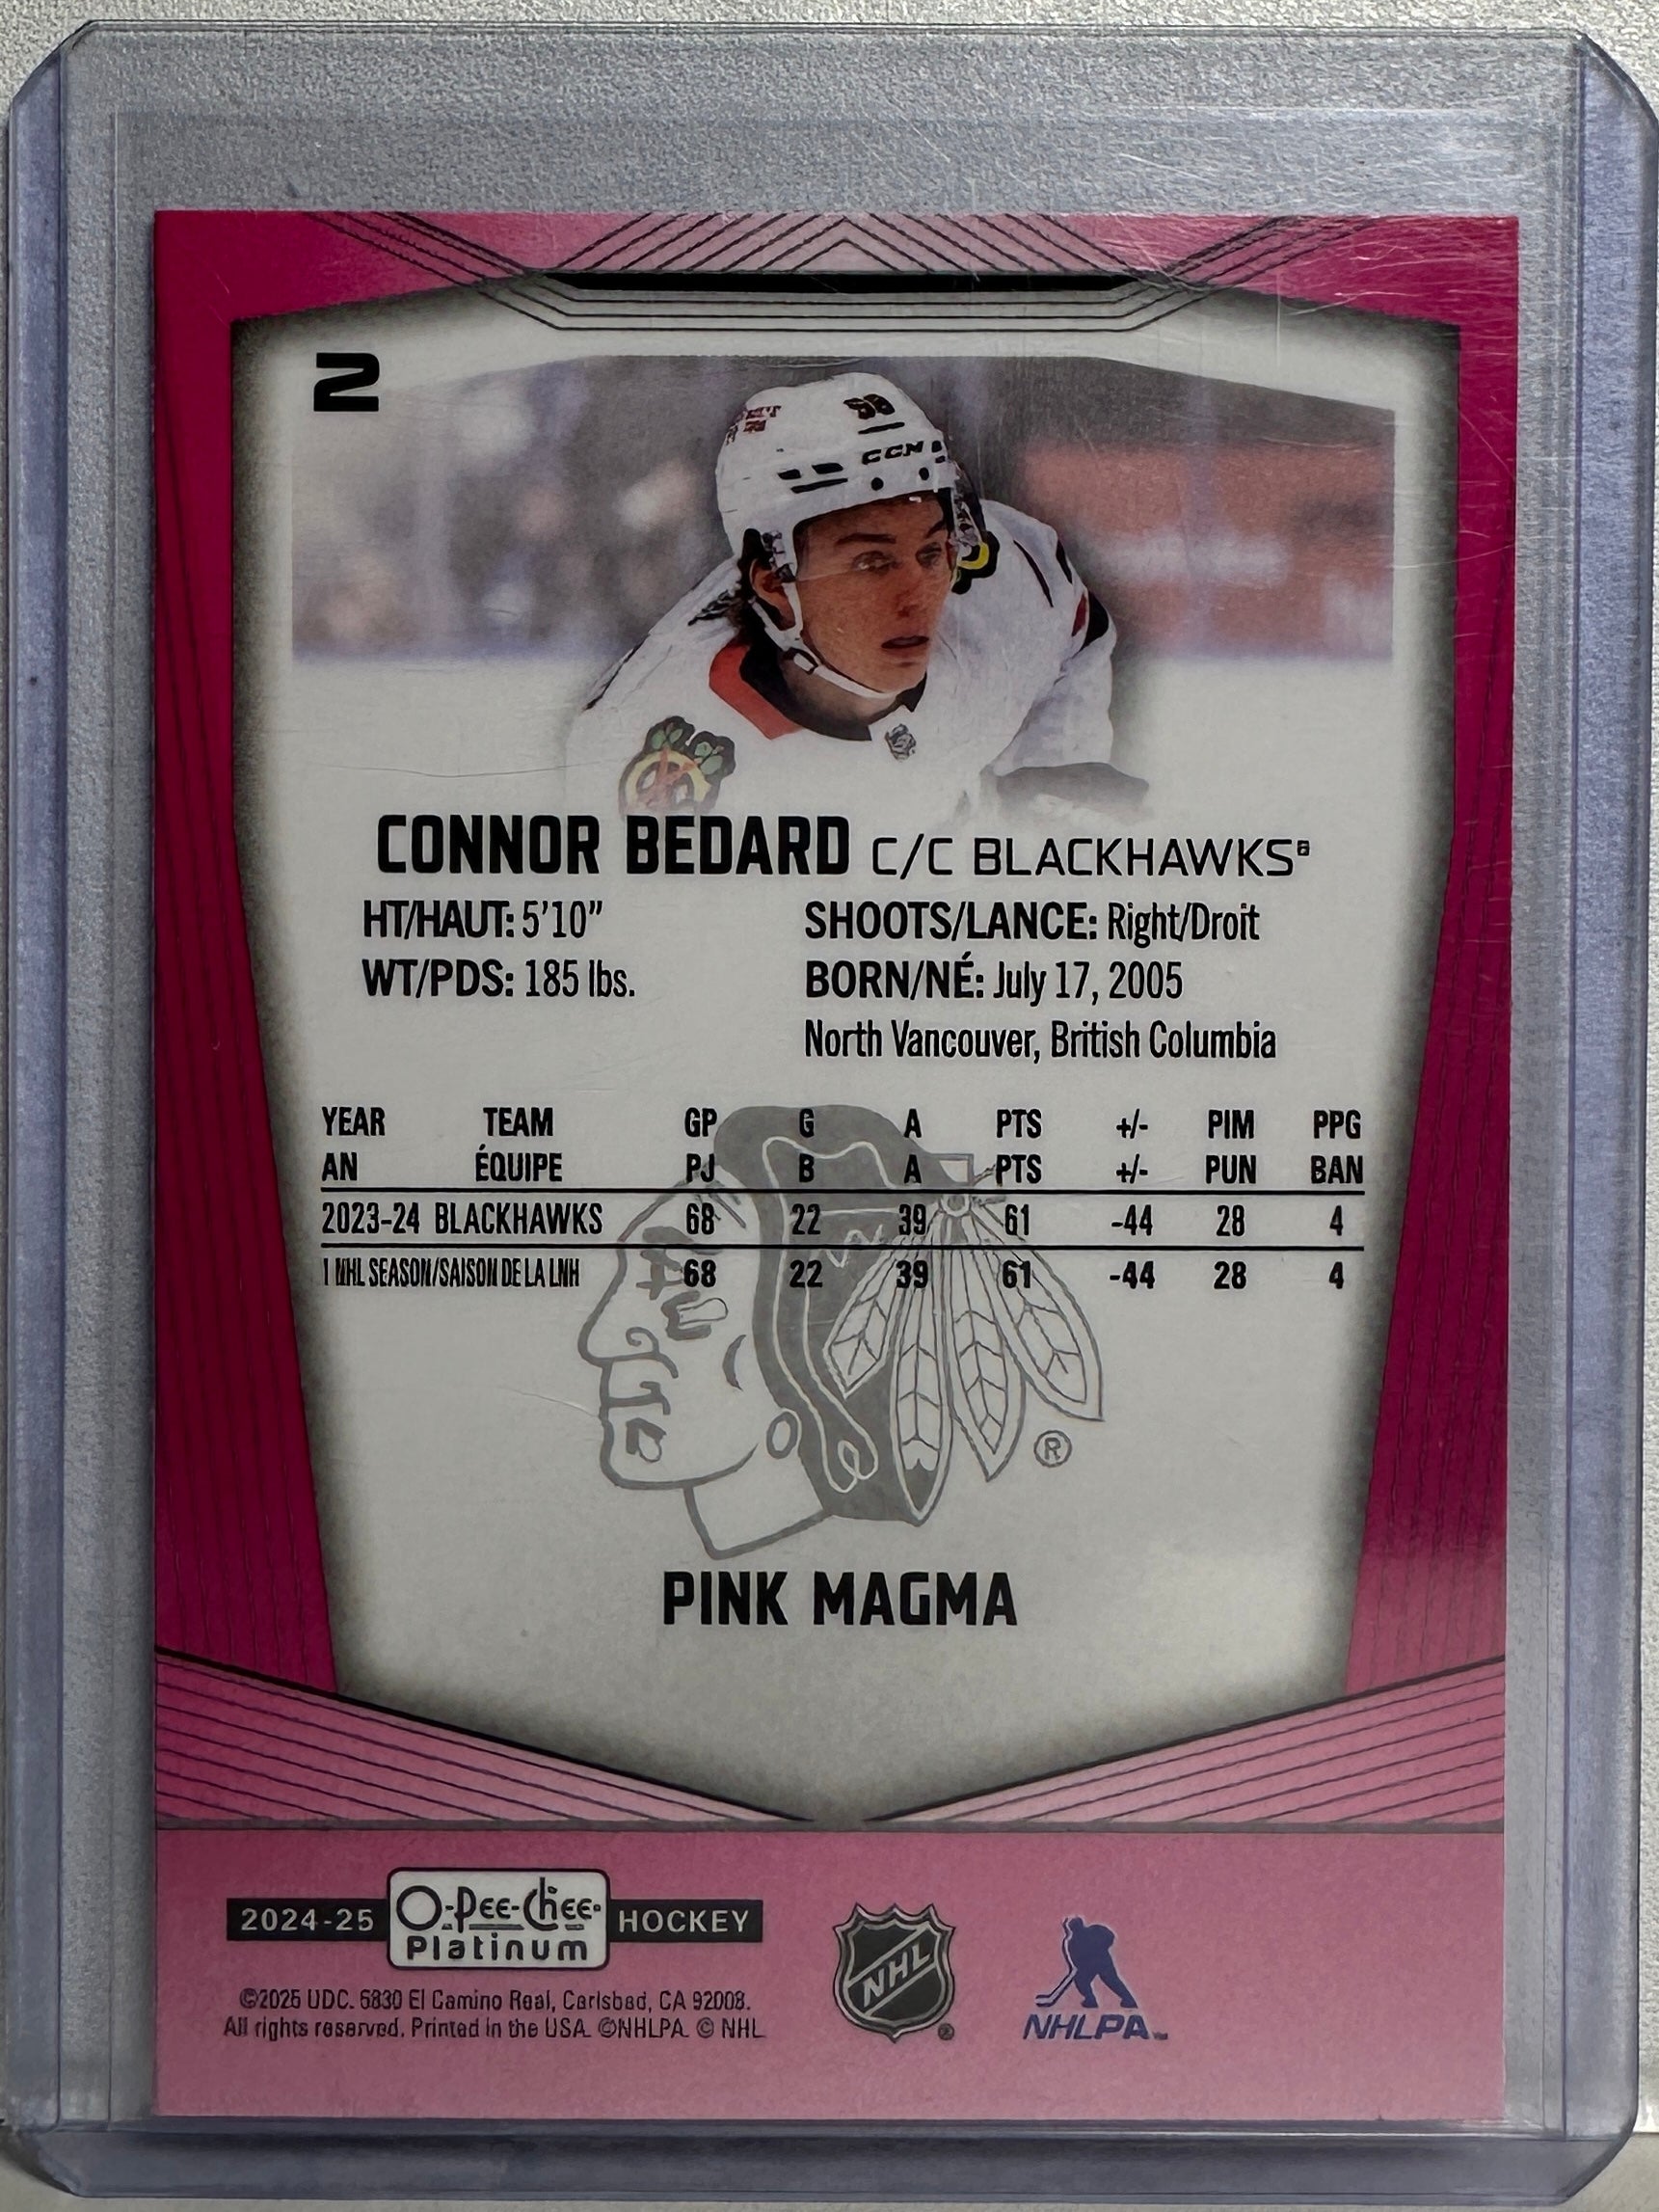 2
98
CCM
CONNOR BEDARD C/C BLACKHAWKS®
HT/HAUT: 5'10" SHOOTS/LANCE: Right/Droit
WT/PDS: 185 lbs. BORN/NÉ: July 17, 2005
North Vancouver, British Columbia
YEAR TEAM GP G A PTS +/- PIM PPG
AN ÉQUIPE PJ B A PTS +/- PUN BAN
2023-24 BLACKHAWKS 68 22 39 61 -44 28 4
1 NHL SEASON/SAISON DE LA LNH 68 22 39 61 -44 28 4
®
PINK MAGMA
2024-25 O-Pee-Chee Platinum HOCKEY
©2025 UDC. 5830 El Camino Real, Carlsbad, CA 92008.
All rights reserved. Printed in the USA. ©NHLPA. © NHL
NHL
NHLPA™